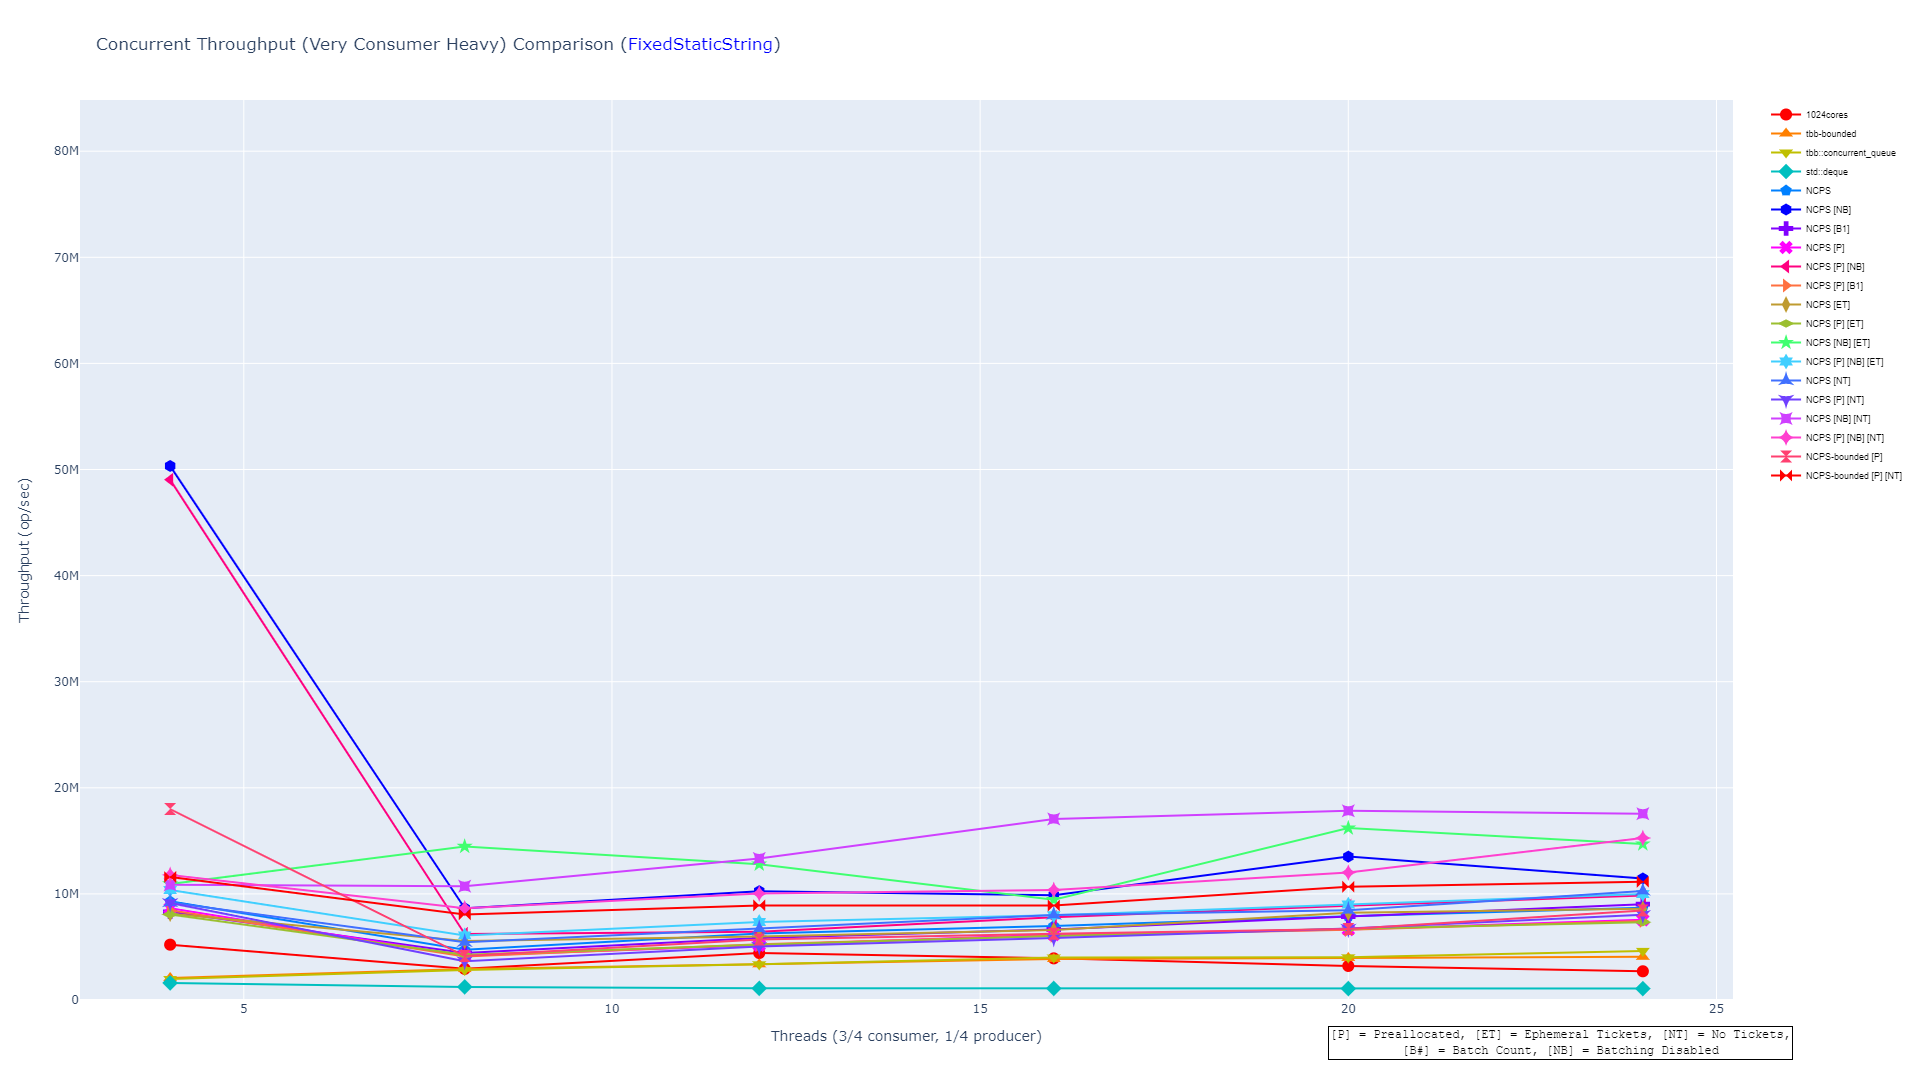 Concurrent Throughput (Very Consumer Heavy) Comparison (FixedStaticString)
Throughput (op/sec)
80M
70M
60M
50M
40M
30M
20M
10M
0
5
10
15
20
25
Threads (3/4 consumer, 1/4 producer)
1024cores
tbb-bounded
tbb::concurrent_queue
std::deque
NCPS
NCPS [NB]
NCPS [B1]
NCPS [P]
NCPS [P] [NB]
NCPS [P] [B1]
NCPS [ET]
NCPS [P] [ET]
NCPS [NB] [ET]
NCPS [P] [NB] [ET]
NCPS [NT]
NCPS [P] [NT]
NCPS [NB] [NT]
NCPS [P] [NB] [NT]
NCPS-bounded [P]
NCPS-bounded [P] [NT]
[P] = Preallocated, [ET] = Ephemeral Tickets, [NT] = No Tickets,
[B#] = Batch Count, [NB] = Batching Disabled